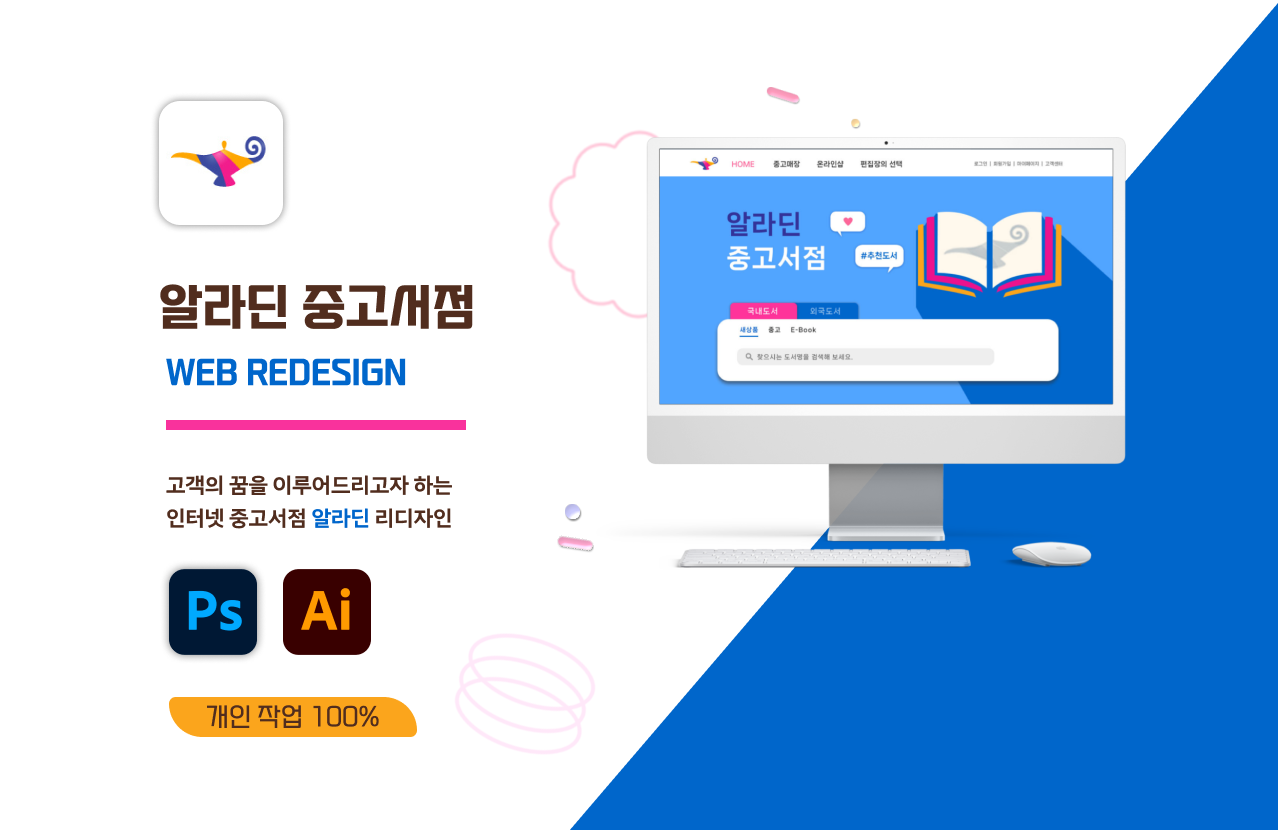 알라딘 중고서점
WEB REDESIGN
고객의 꿈을 이루어드리고자 하는
인터넷 중고서점 알라딘 리디자인
Ps Ai
개인 작업 100%
HOME 중고매장 온라인샵 편집장의 선택 로그인 | 회원가입 | 마이페이지 | 고객센터
알라딘
중고서점
#추천도서
국내도서 외국도서
새상품 중고 E-Book
찾으시는 도서명을 검색해 보세요.